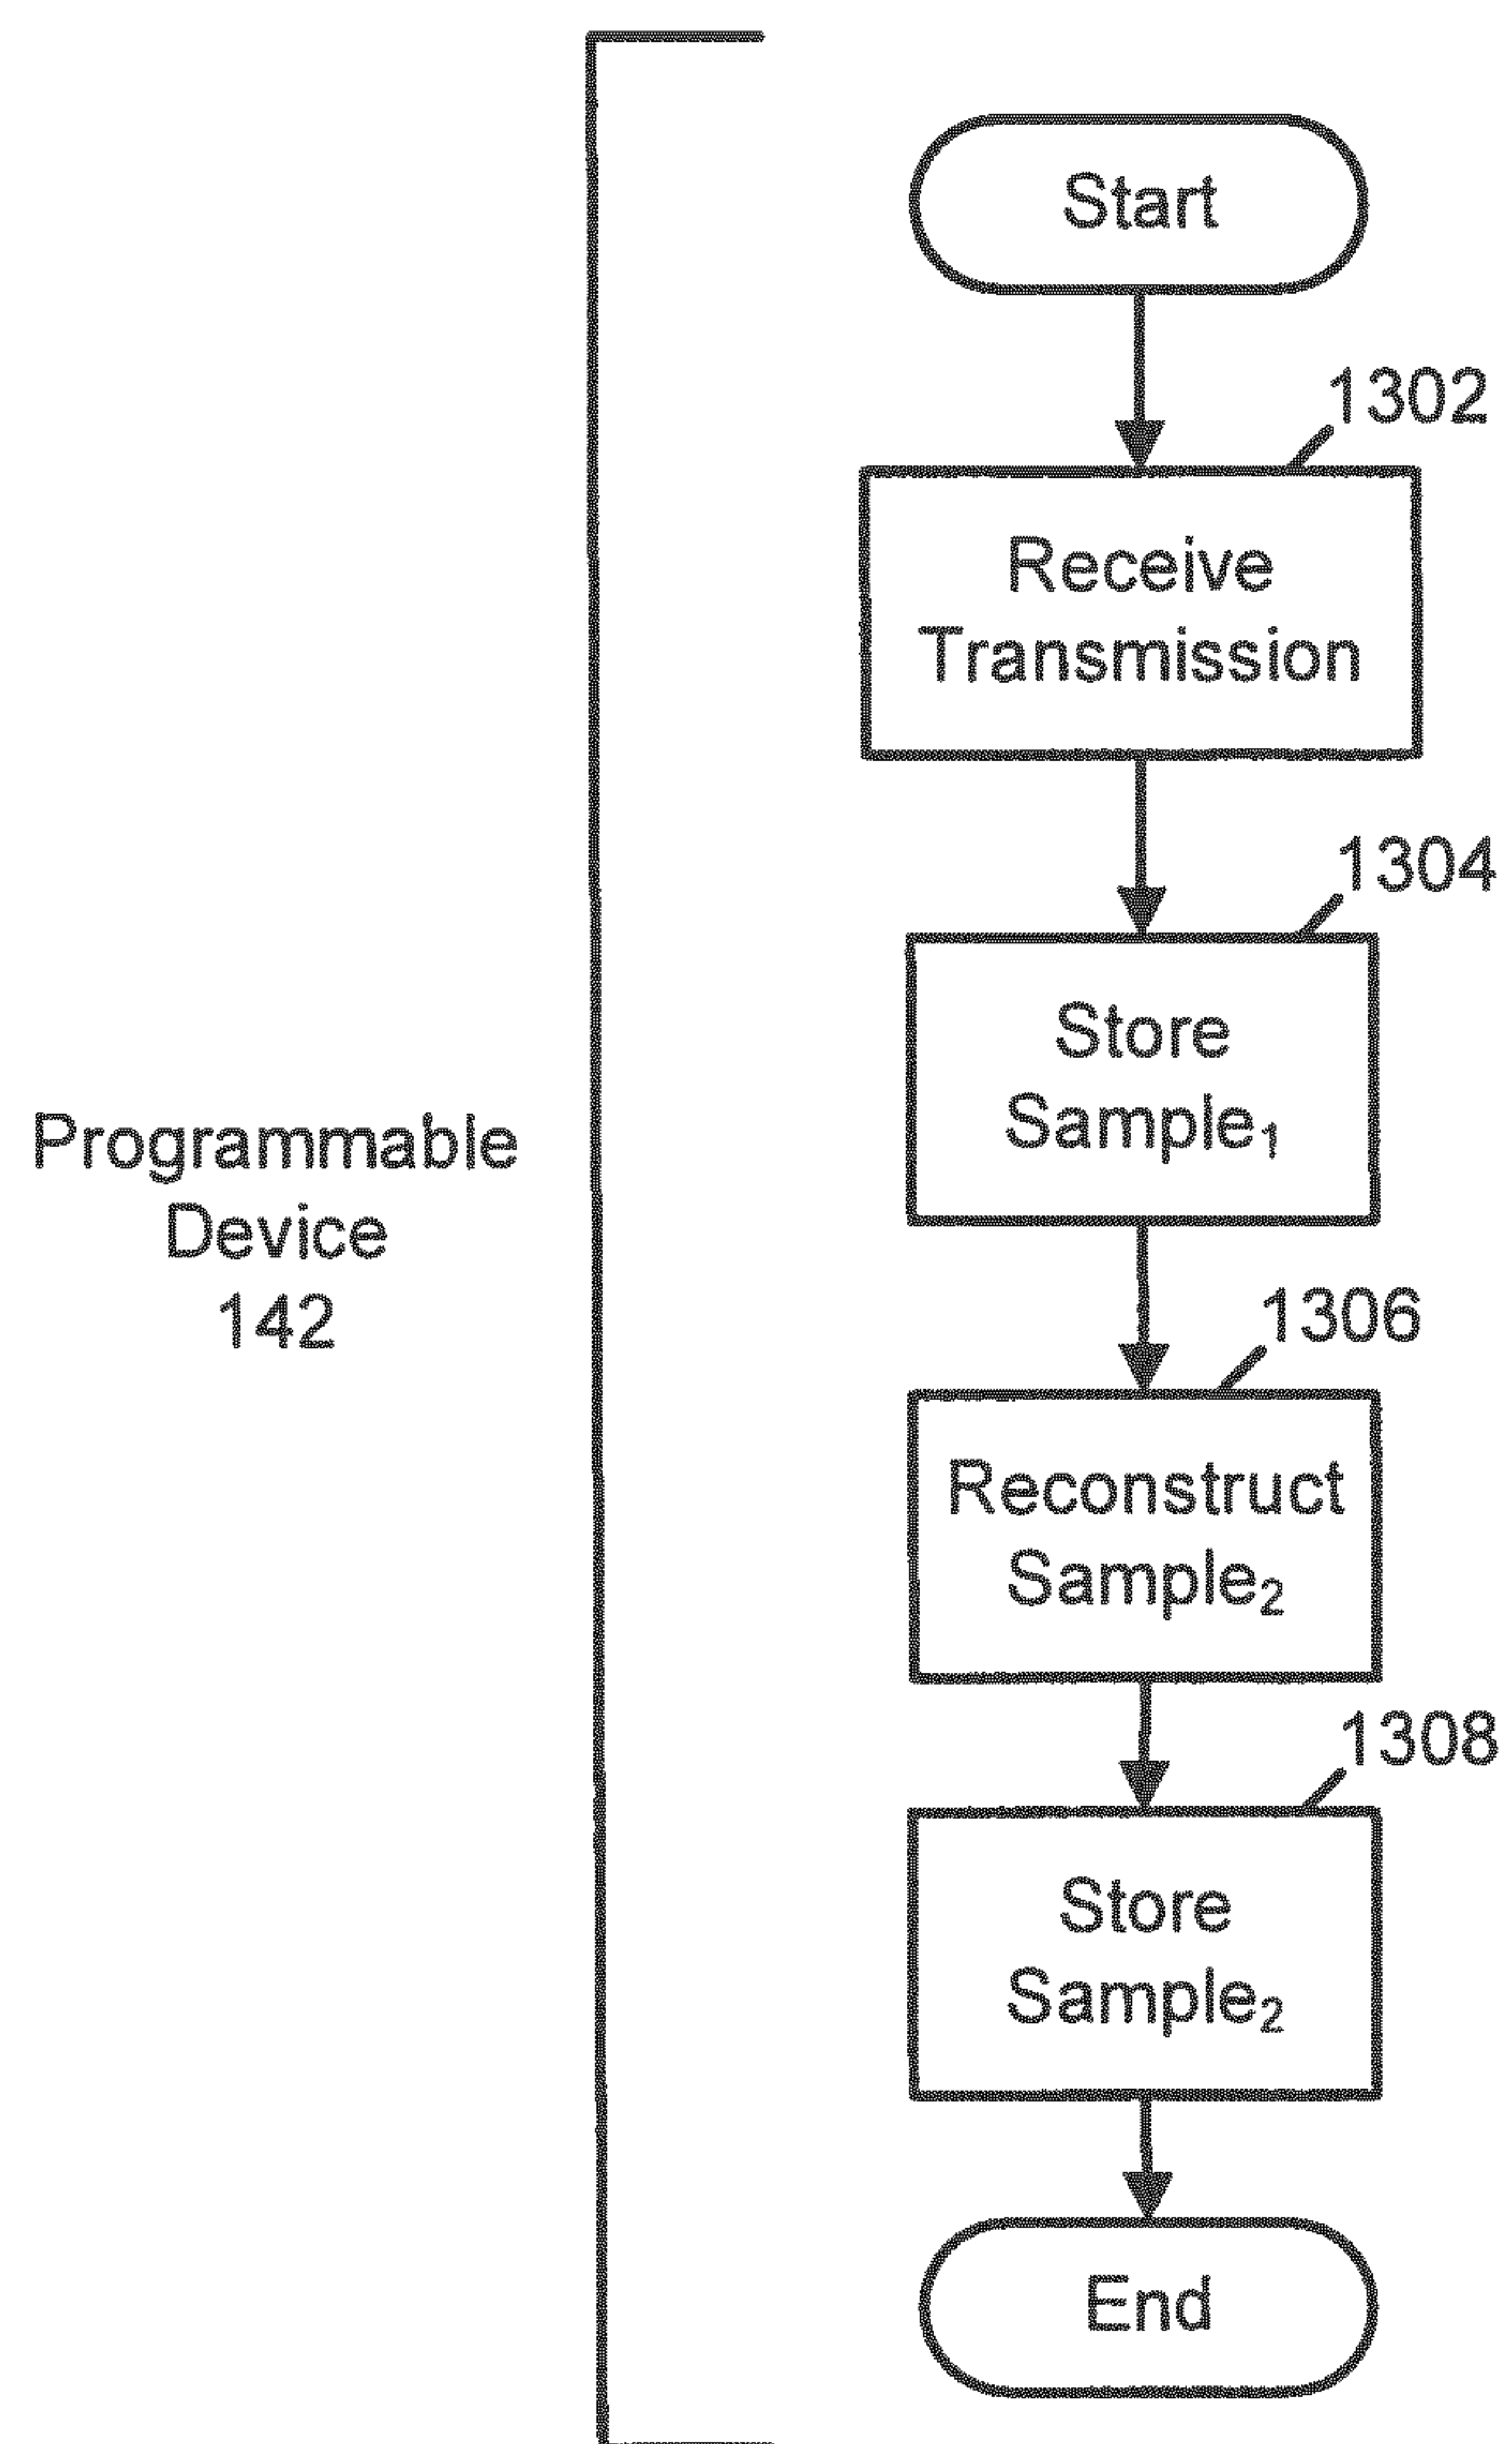 Start
1302
Receive
Transmission
1304
Store
Sample₁
Programmable
Device
142
1306
Reconstruct
Sample₂
1308
Store
Sample₂
End